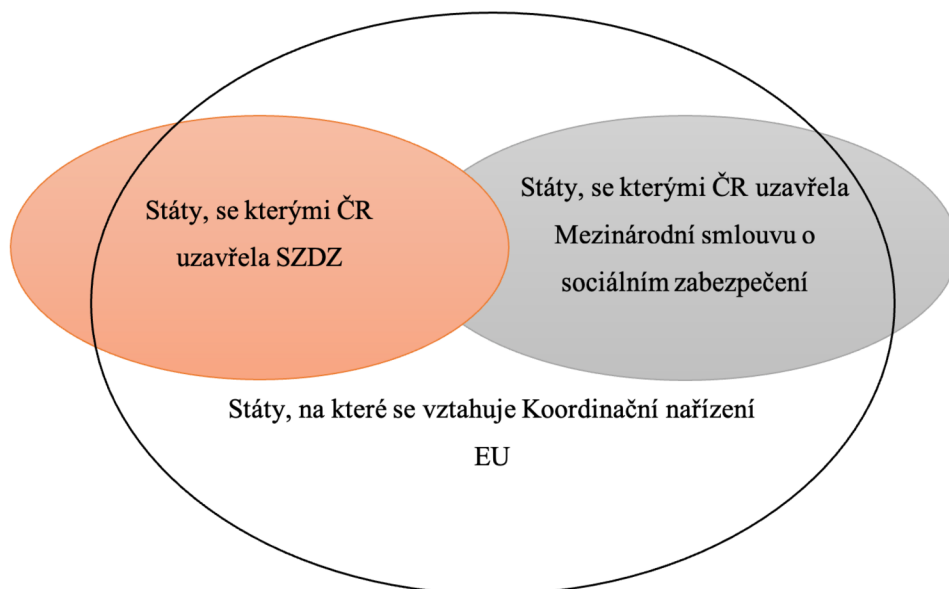 Státy, se kterými ČR
uzavřela SZDZ
Státy, se kterými ČR uzavřela
Mezinárodní smlouvu o
sociálním zabezpečení
Státy, na které se vztahuje Koordinační nařízení
EU